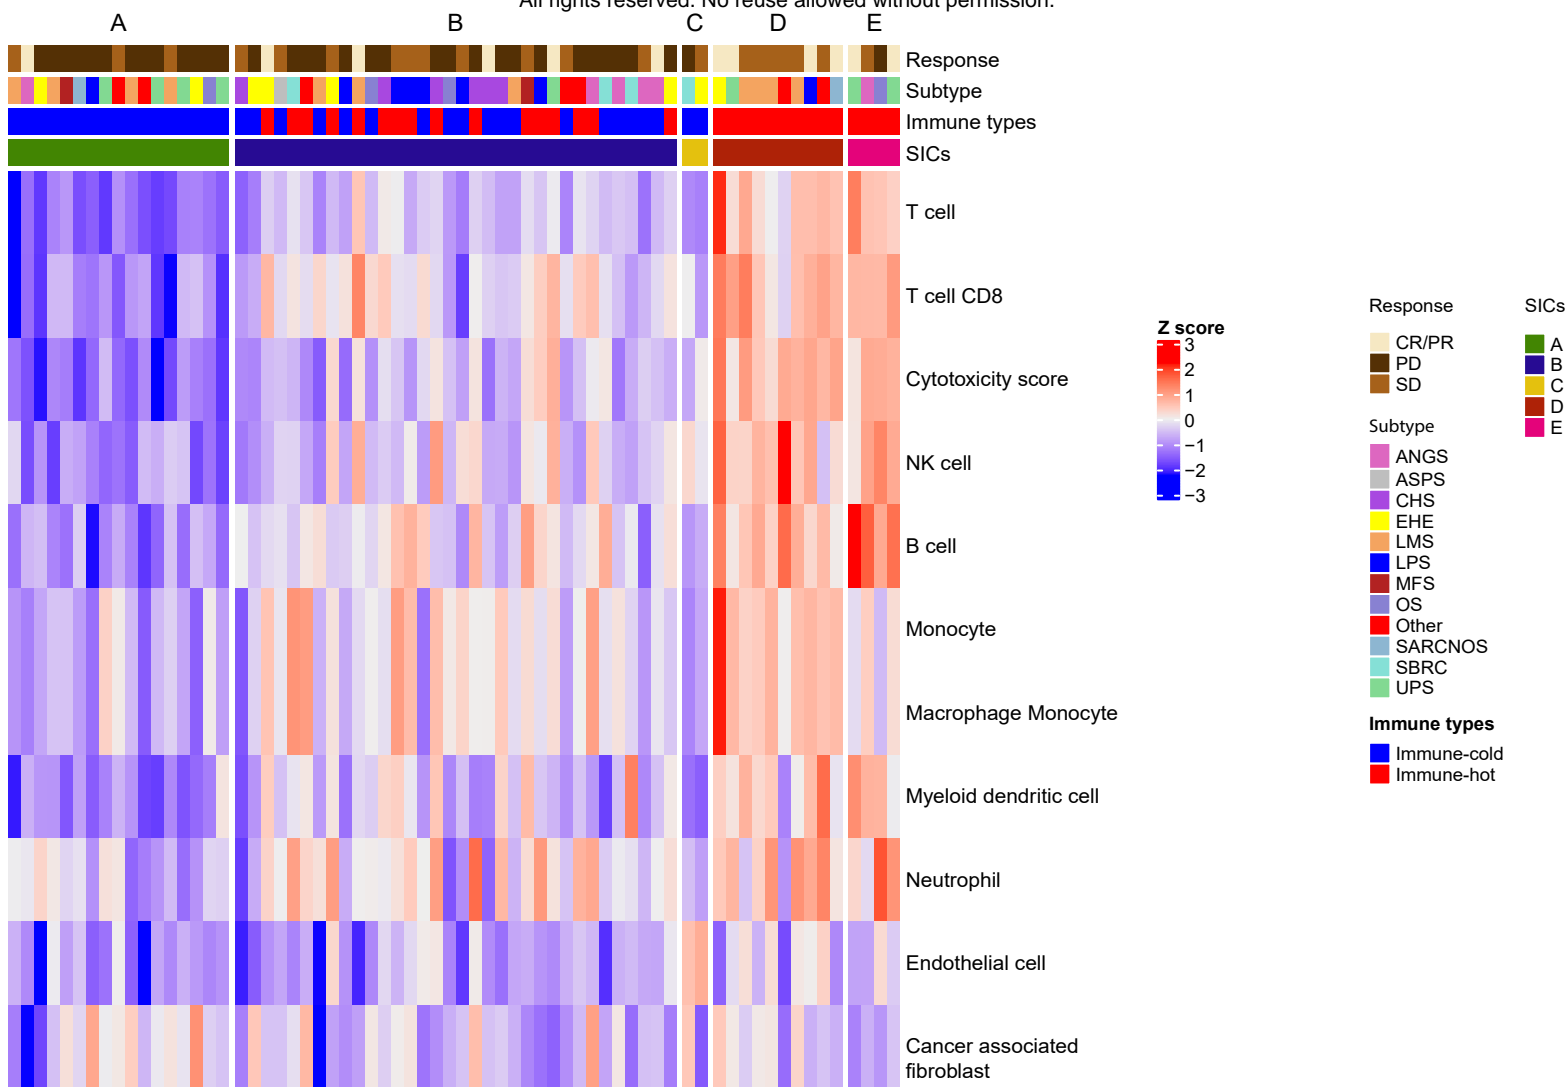 All rights reserved. No reuse allowed without permission.
A B C D E
Response
Subtype
Immune types
SICs
T cell
T cell CD8
Cytotoxicity score
NK cell
B cell
Monocyte
Macrophage Monocyte
Myeloid dendritic cell
Neutrophil
Endothelial cell
Cancer associated
fibroblast
Z score
3
2
1
0
−1
−2
−3
Response
CR/PR
PD
SD
Subtype
ANGS
ASPS
CHS
EHE
LMS
LPS
MFS
OS
Other
SARCNOS
SBRC
UPS
Immune types
Immune-cold
Immune-hot
SICs
A
B
C
D
E